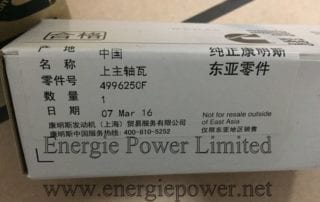 合格
产 地 中国
名 称 上主轴瓦
零件号 4996250F
数 量 1
日 期 07 Mar 16
康明斯发动机（上海）贸易服务有限公司
康明斯中国服务热线: 400-810-5252
纯正康明斯
东亚零件
Not for resale outside
of East Asia
仅限东亚地区销售
Energie Power Limited
www.energiepower.net